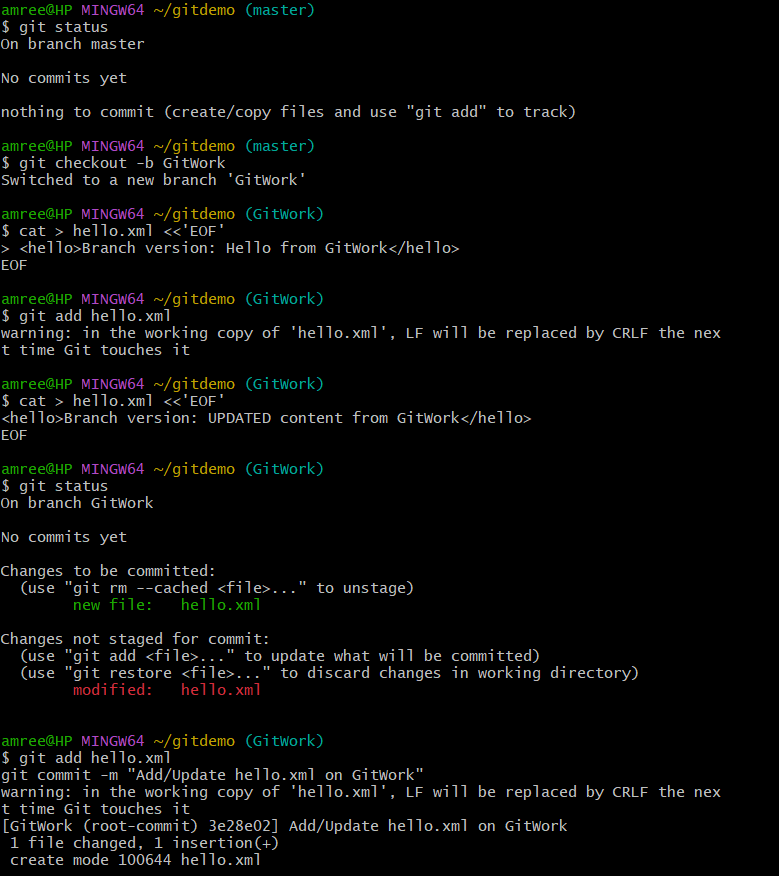 amree@HP MINGW64 ~/gitdemo (master)
$ git status
On branch master

No commits yet

nothing to commit (create/copy files and use "git add" to track)

amree@HP MINGW64 ~/gitdemo (master)
$ git checkout -b GitWork
Switched to a new branch 'GitWork'

amree@HP MINGW64 ~/gitdemo (GitWork)
$ cat > hello.xml <<'EOF'
> <hello>Branch version: Hello from GitWork</hello>
EOF

amree@HP MINGW64 ~/gitdemo (GitWork)
$ git add hello.xml
warning: in the working copy of 'hello.xml', LF will be replaced by CRLF the nex
t time Git touches it

amree@HP MINGW64 ~/gitdemo (GitWork)
$ cat > hello.xml <<'EOF'
<hello>Branch version: UPDATED content from GitWork</hello>
EOF

amree@HP MINGW64 ~/gitdemo (GitWork)
$ git status
On branch GitWork

No commits yet

Changes to be committed:
  (use "git rm --cached <file>..." to unstage)
        new file:   hello.xml

Changes not staged for commit:
  (use "git add <file>..." to update what will be committed)
  (use "git restore <file>..." to discard changes in working directory)
        modified:   hello.xml


amree@HP MINGW64 ~/gitdemo (GitWork)
$ git add hello.xml
git commit -m "Add/Update hello.xml on GitWork"
warning: in the working copy of 'hello.xml', LF will be replaced by CRLF the nex
t time Git touches it
[GitWork (root-commit) 3e28e02] Add/Update hello.xml on GitWork
 1 file changed, 1 insertion(+)
 create mode 100644 hello.xml